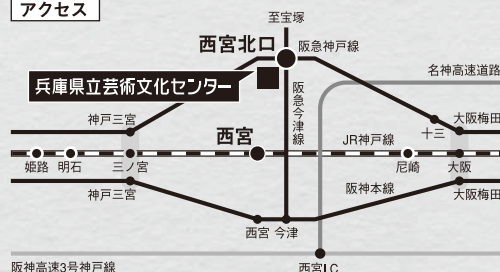 アクセス
至宝塚
西宮北口
阪急神戸線
名神高速道路
兵庫県立芸術文化センター
阪急今津線
神戸三宮
十三
大阪梅田
西宮
JR神戸線
姫路
明石
三ノ宮
尼崎
大阪
神戸三宮
阪神本線
大阪梅田
西宮
今津
阪神高速3号神戸線
西宮I.C